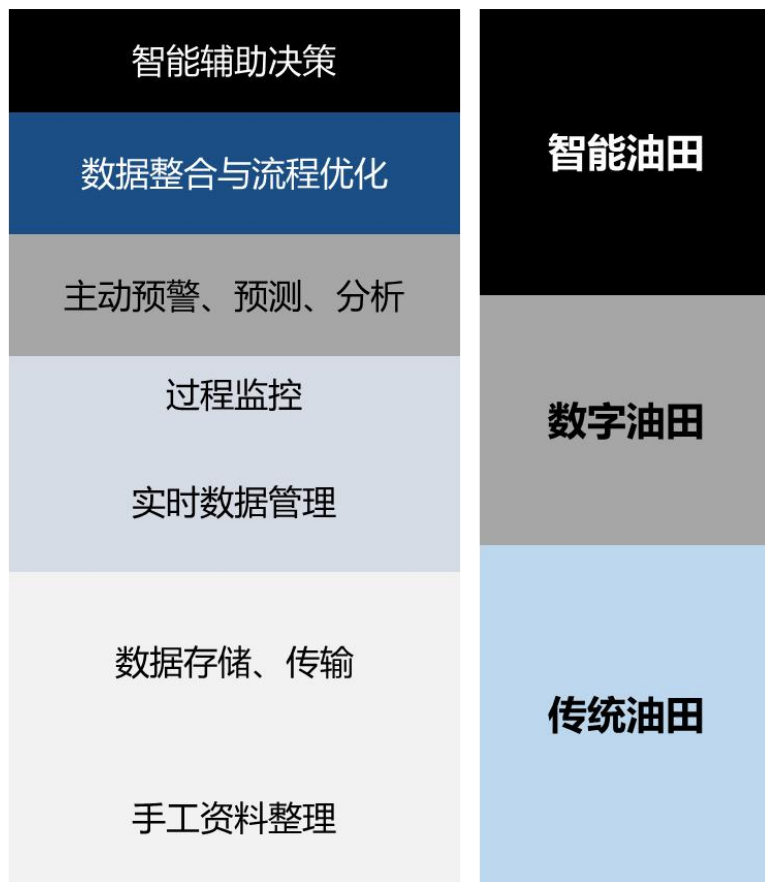 智能辅助决策
数据整合与流程优化
主动预警、预测、分析
过程监控
实时数据管理
数据存储、传输
手工资料整理
智能油田
数字油田
传统油田